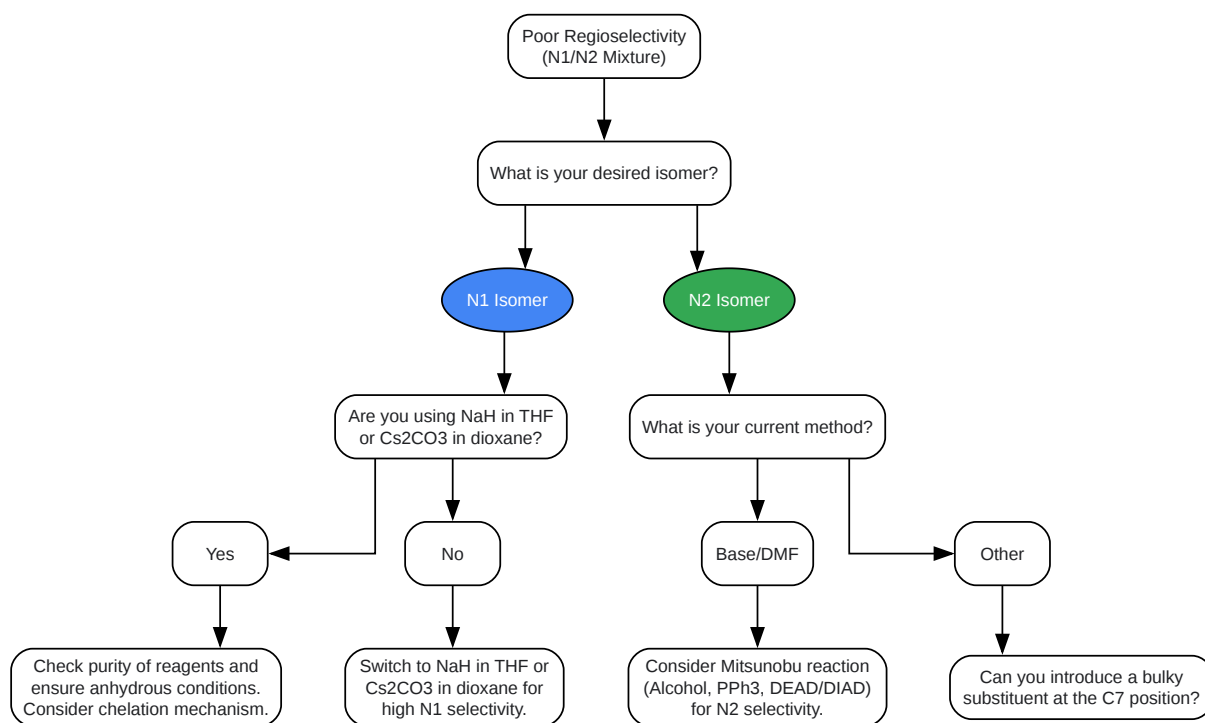 Poor Regioselectivity
(N1/N2 Mixture)
What is your desired isomer?
N1 Isomer
N2 Isomer
Are you using NaH in THF
or Cs2CO3 in dioxane?
What is your current method?
Yes
No
Base/DMF
Other
Check purity of reagents and
ensure anhydrous conditions.
Consider chelation mechanism.
Switch to NaH in THF or
Cs2CO3 in dioxane for
high N1 selectivity.
Consider Mitsunobu reaction
(Alcohol, PPh3, DEAD/DIAD)
for N2 selectivity.
Can you introduce a bulky
substituent at the C7 position?